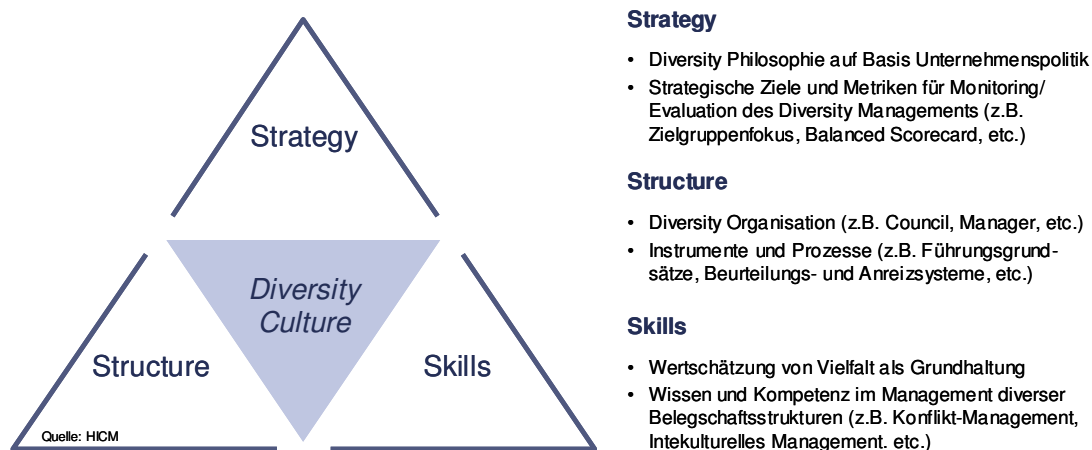 Strategy
Diversity
Culture
Structure
Skills
Quelle: HICM
Strategy
• Diversity Philosophie auf Basis Unternehmenspolitik
• Strategische Ziele und Metriken für Monitoring/
Evaluation des Diversity Managements (z.B.
Zielgruppenfokus, Balanced Scorecard, etc.)
Structure
• Diversity Organisation (z.B. Council, Manager, etc.)
• Instrumente und Prozesse (z.B. Führungsgrund-
sätze, Beurteilungs- und Anreizsysteme, etc.)
Skills
• Wertschätzung von Vielfalt als Grundhaltung
• Wissen und Kompetenz im Management diverser
Belegschaftsstrukturen (z.B. Konflikt-Management,
Intekulturelles Management. etc.)